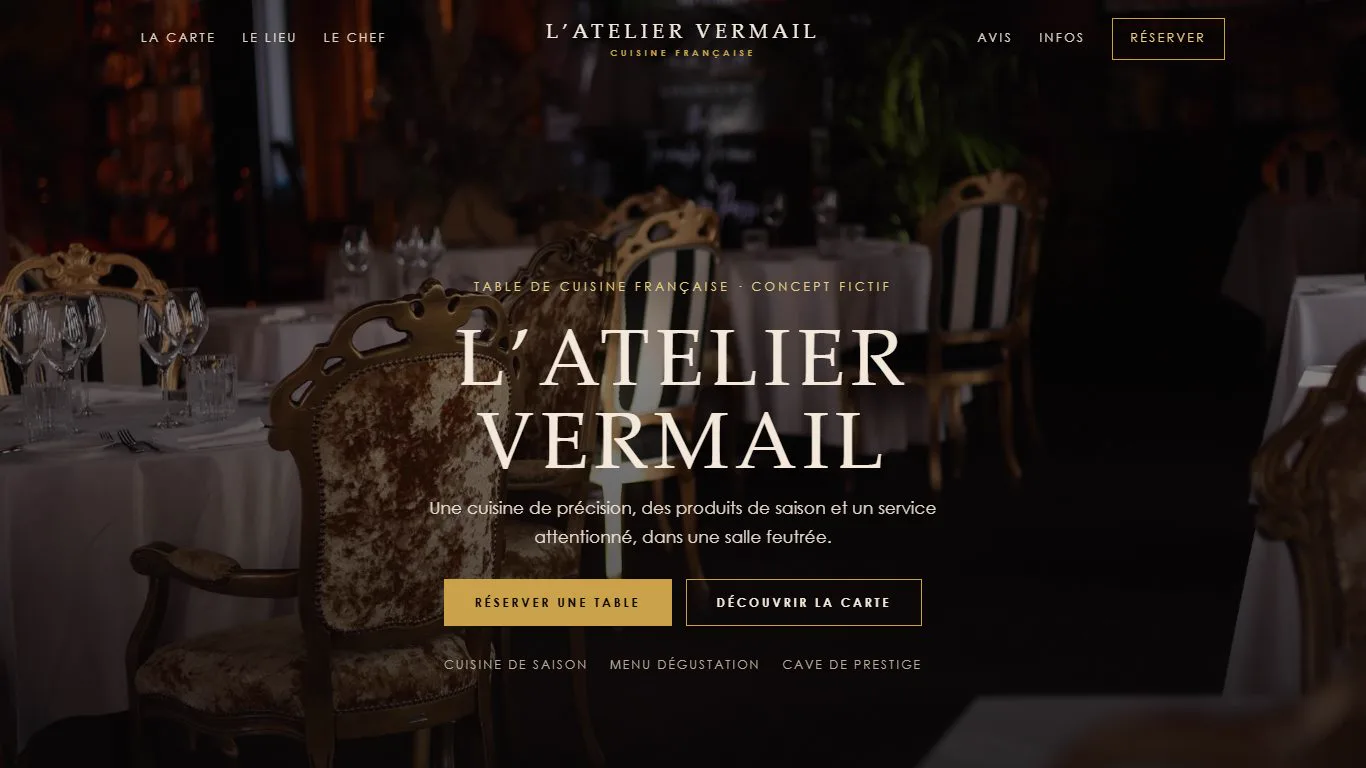 LA CARTE LE LIEU LE CHEF
L’ATELIER VERMAIL
CUISINE FRANÇAISE
AVIS INFOS RÉSERVER
TABLE DE CUISINE FRANÇAISE · CONCEPT FICTIF
L’ATELIER
VERMAIL
Une cuisine de précision, des produits de saison et un service
attentionné, dans une salle feutrée.
RÉSERVER UNE TABLE
DÉCOUVRIR LA CARTE
CUISINE DE SAISON MENU DÉGUSTATION CAVE DE PRESTIGE